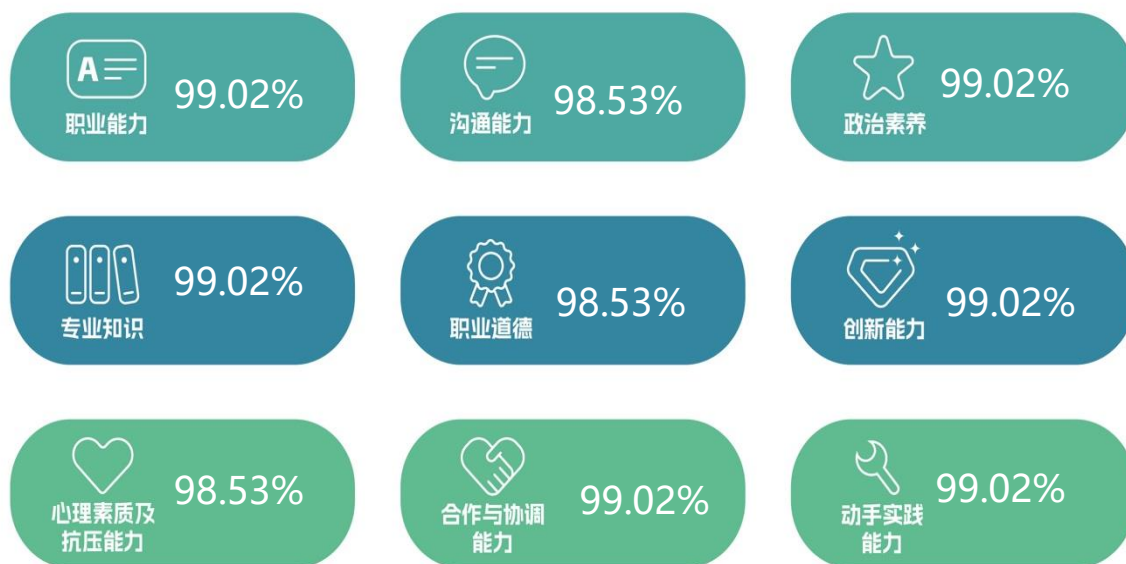 A
99.02%
职业能力
98.53%
沟通能力
99.02%
政治素养
99.02%
专业知识
98.53%
职业道德
99.02%
创新能力
98.53%
心理素质及
抗压能力
99.02%
合作与协调
能力
99.02%
动手实践
能力